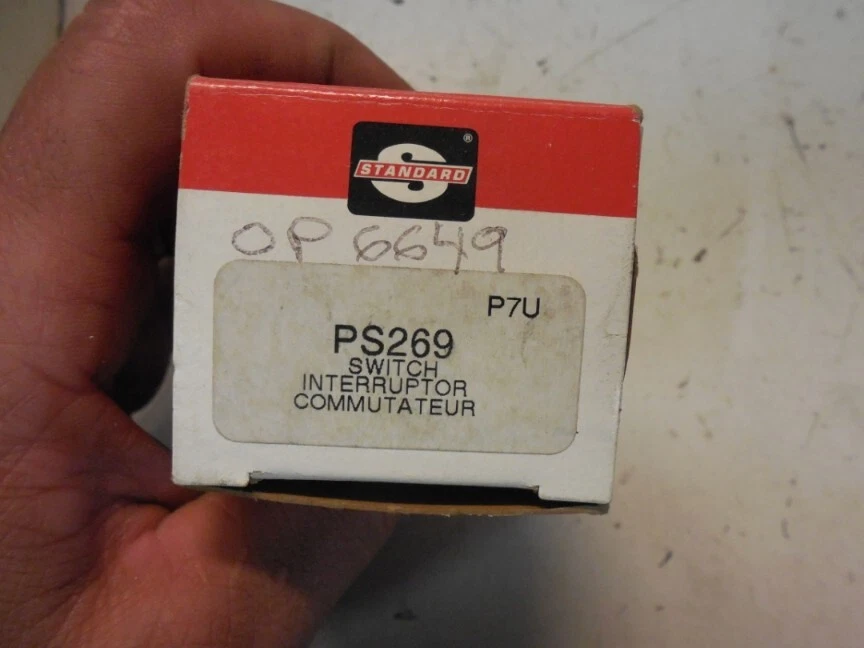 STANDARD
®
OP 6649
P7U
PS269
SWITCH
INTERRUPTOR
COMMUTATEUR